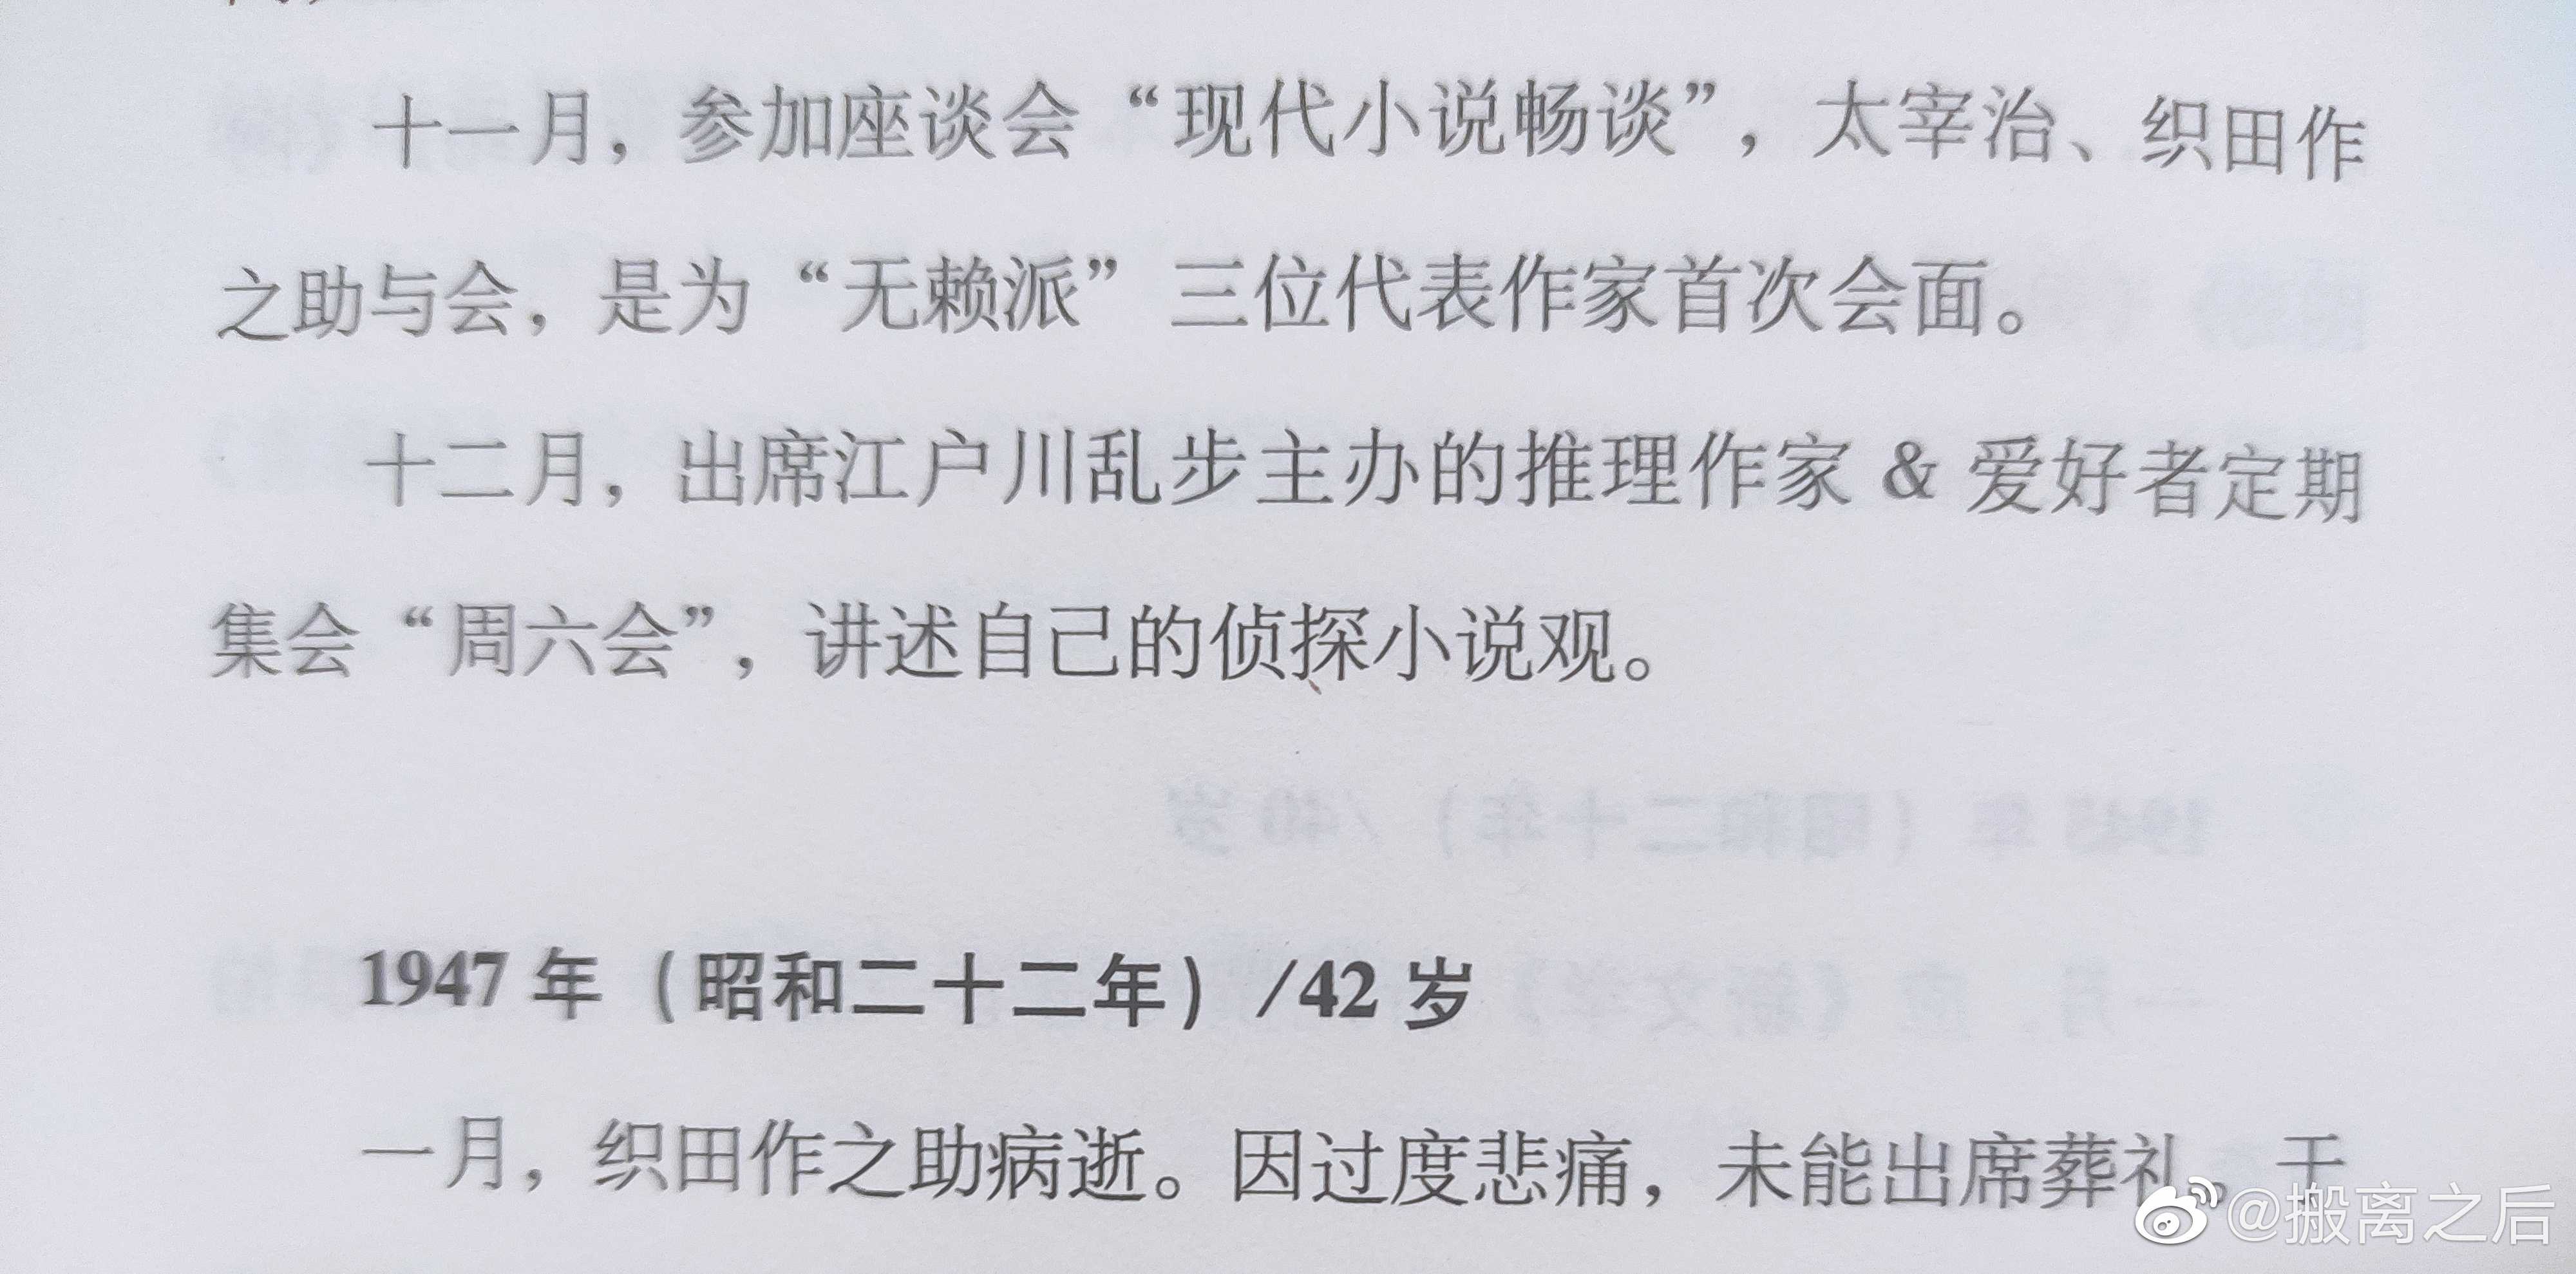 十一月，参加座谈会“现代小说畅谈”，太宰治、织田作
之助与会，是为“无赖派”三位代表作家首次会面。
十二月，出席江户川乱步主办的推理作家 & 爱好者定期
集会“周六会”，讲述自己的侦探小说观。
1947 年（昭和二十二年）/42 岁
一月，织田作之助病逝。因过度悲痛，未能出席葬礼。于
@搬离之后